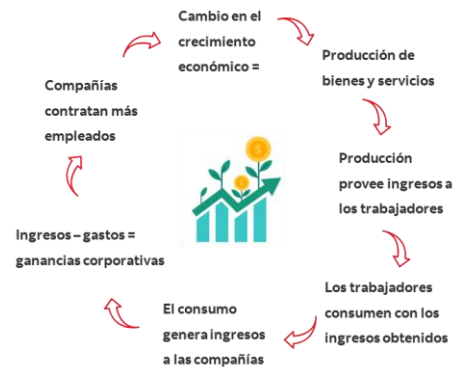 Cambio en el
crecimiento
económico =
Producción de
bienes y servicios
Producción
provee ingresos a
los trabajadores
Los trabajadores
consumen con los
ingresos obtenidos
El consumo
genera ingresos
a las compañías
Ingresos – gastos =
ganancias corporativas
Compañías
contratan más
empleados
$
$